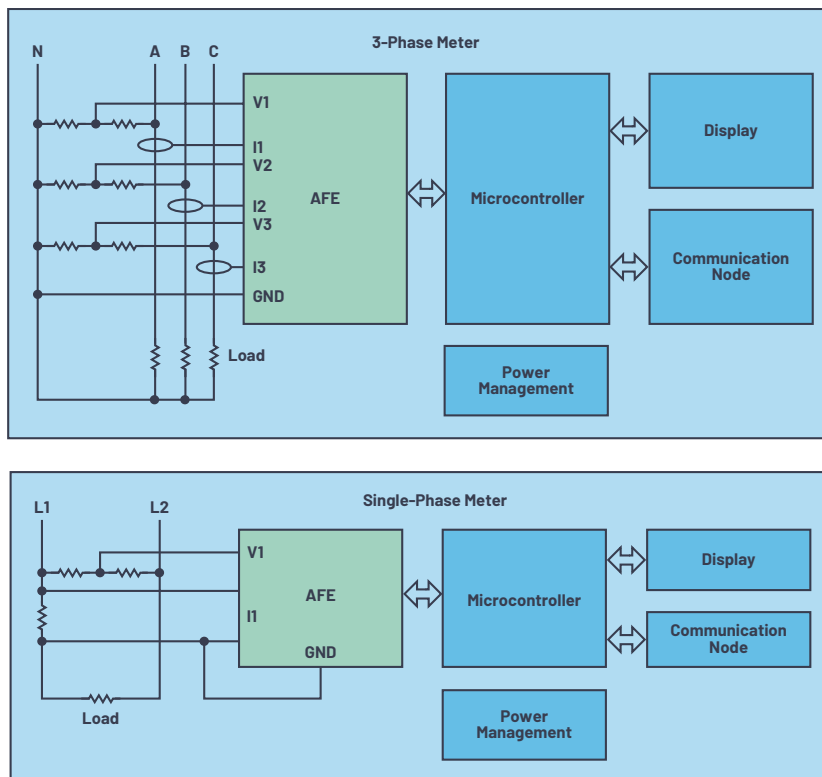 3-Phase Meter
N A B C
V1
I1
V2
I2
V3
I3
GND
AFE
Microcontroller
Display
Communication
Node
Load
Power
Management
Single-Phase Meter
L1 L2
V1
I1
GND
AFE
Microcontroller
Display
Communication
Node
Load
Power
Management